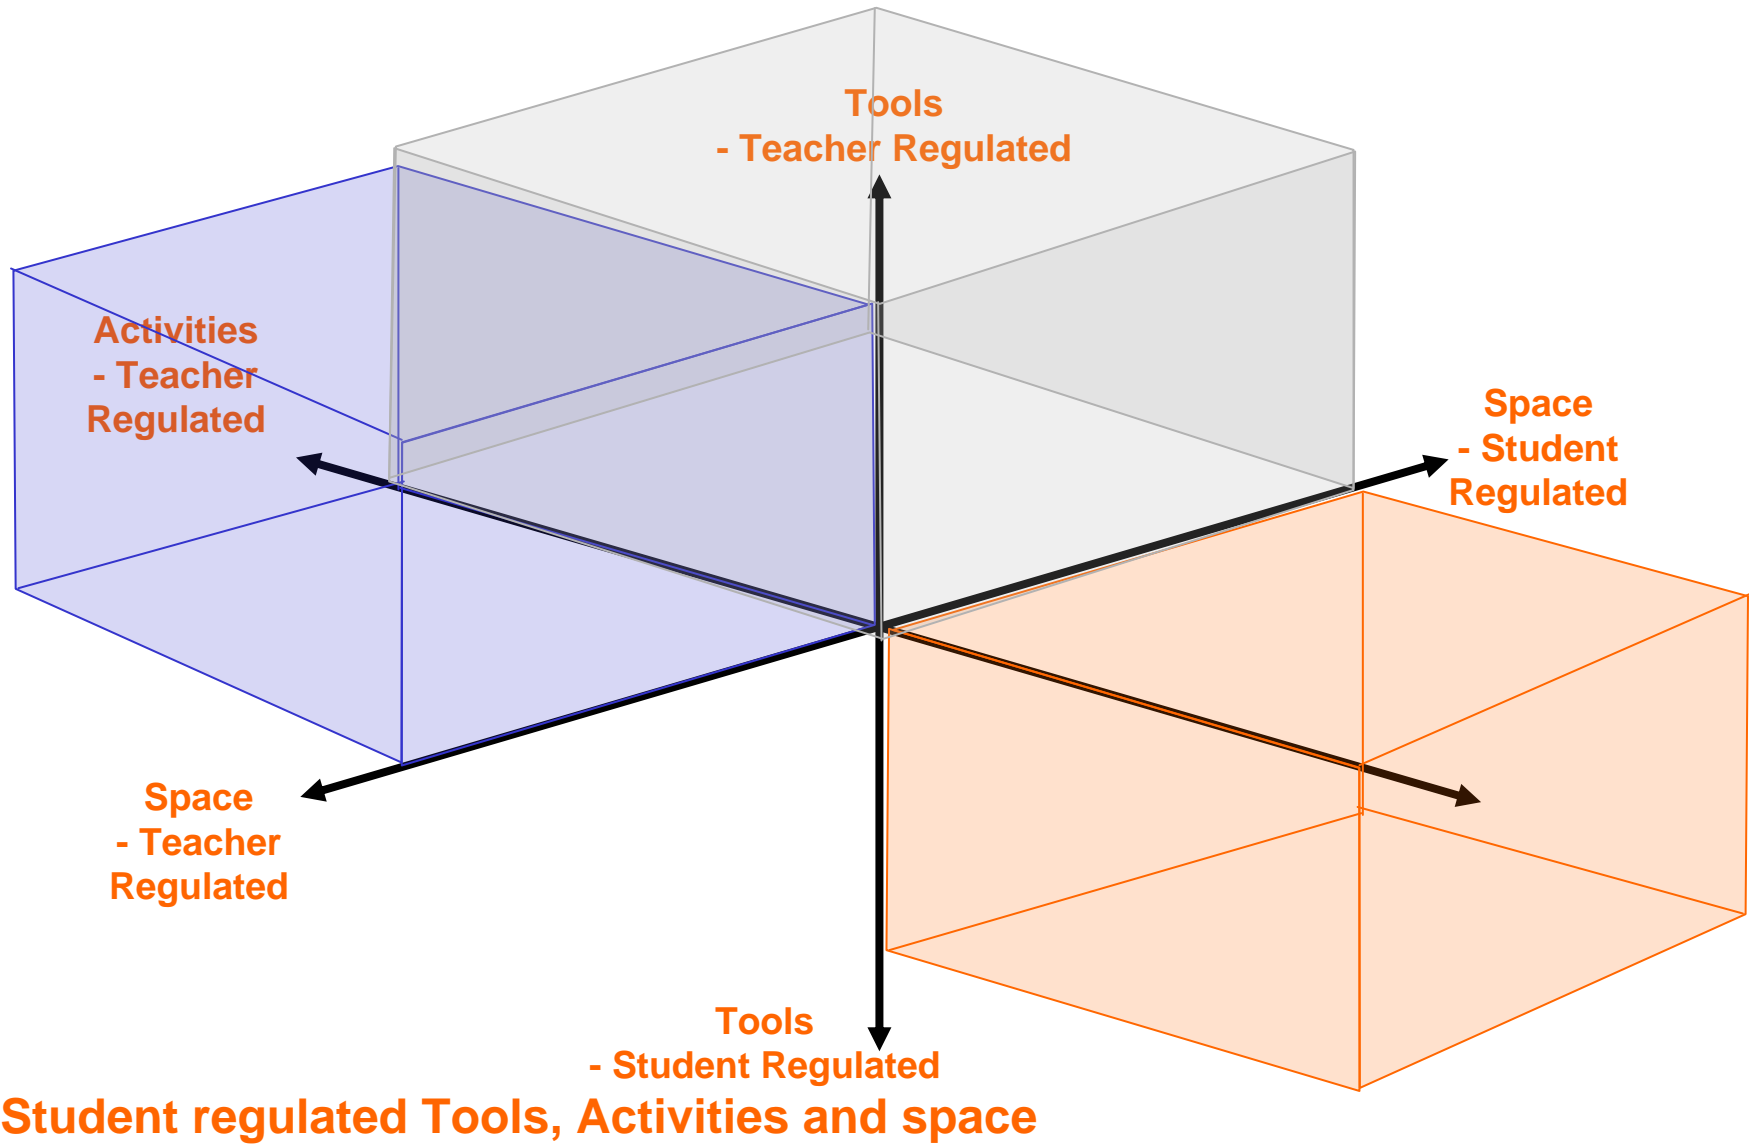 Tools
- Teacher Regulated
Activities
- Teacher
Regulated
Space
- Student
Regulated
Space
- Teacher
Regulated
Tools
- Student Regulated
Student regulated Tools, Activities and space